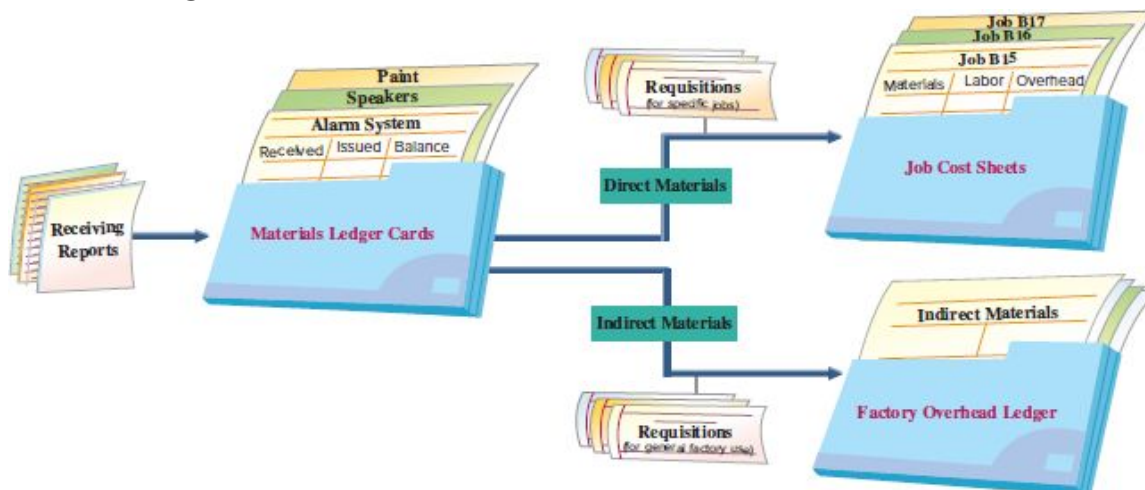 Receiving
Reports
Paint
Speakers
Alarm System
Received Issued Balance
Materials Ledger Cards
Requisitions
(for specific jobs)
Direct Materials
Indirect Materials
Requisitions
(for general factory use)
Job B17
Job B16
Job B15
Materials Labor Overhead
Job Cost Sheets
Indirect Materials
Factory Overhead Ledger